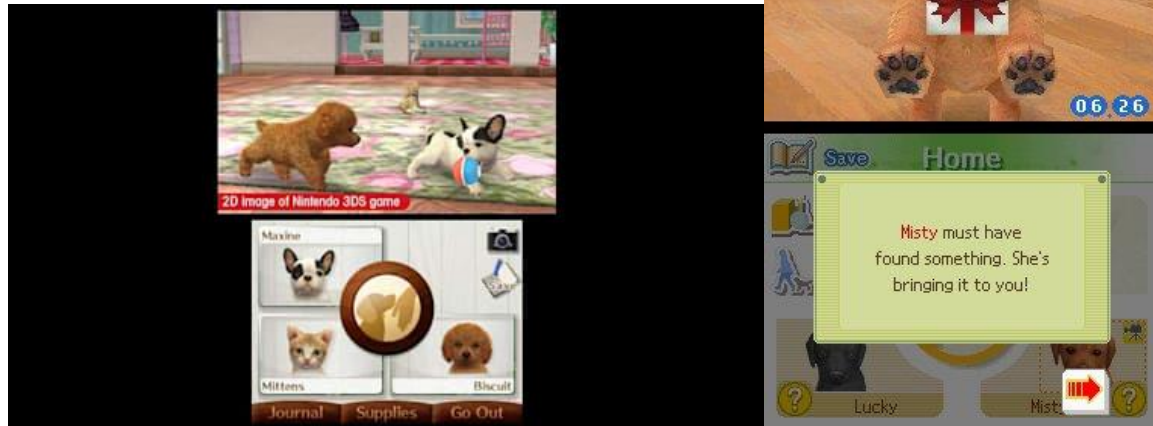 2D image of Nintendo 3DS game
Maxine
Save
Mittens
Biscuit
Journal
Supplies
Go Out
06.26
Save
Home
Misty must have
found something. She's
bringing it to you!
?
Lucky
Misty
?